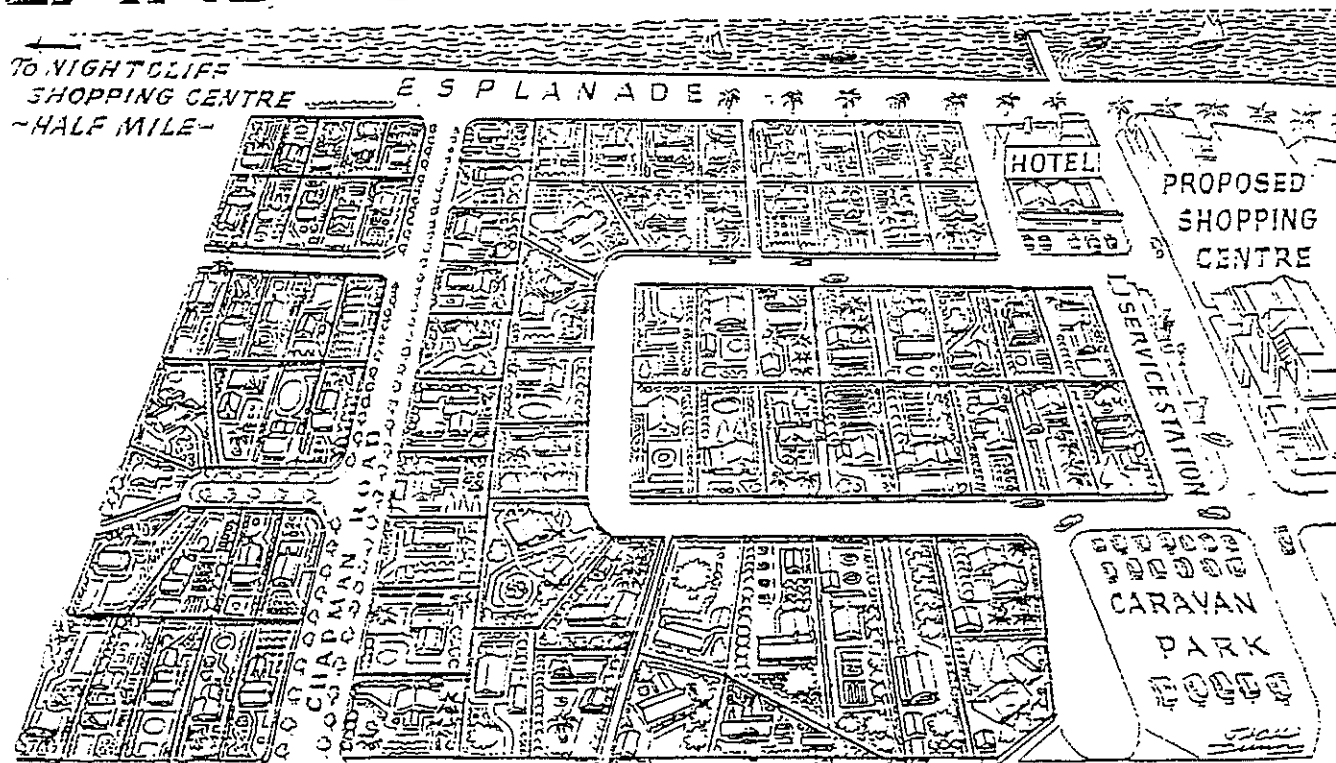 TO NIGHTCLIFF
SHOPPING CENTRE
~HALF MILE~
ESPLANADE
HOTEL
PROPOSED
SHOPPING
CENTRE
SERVICE STATION
CHAPMAN ROAD
CARAVAN
PARK